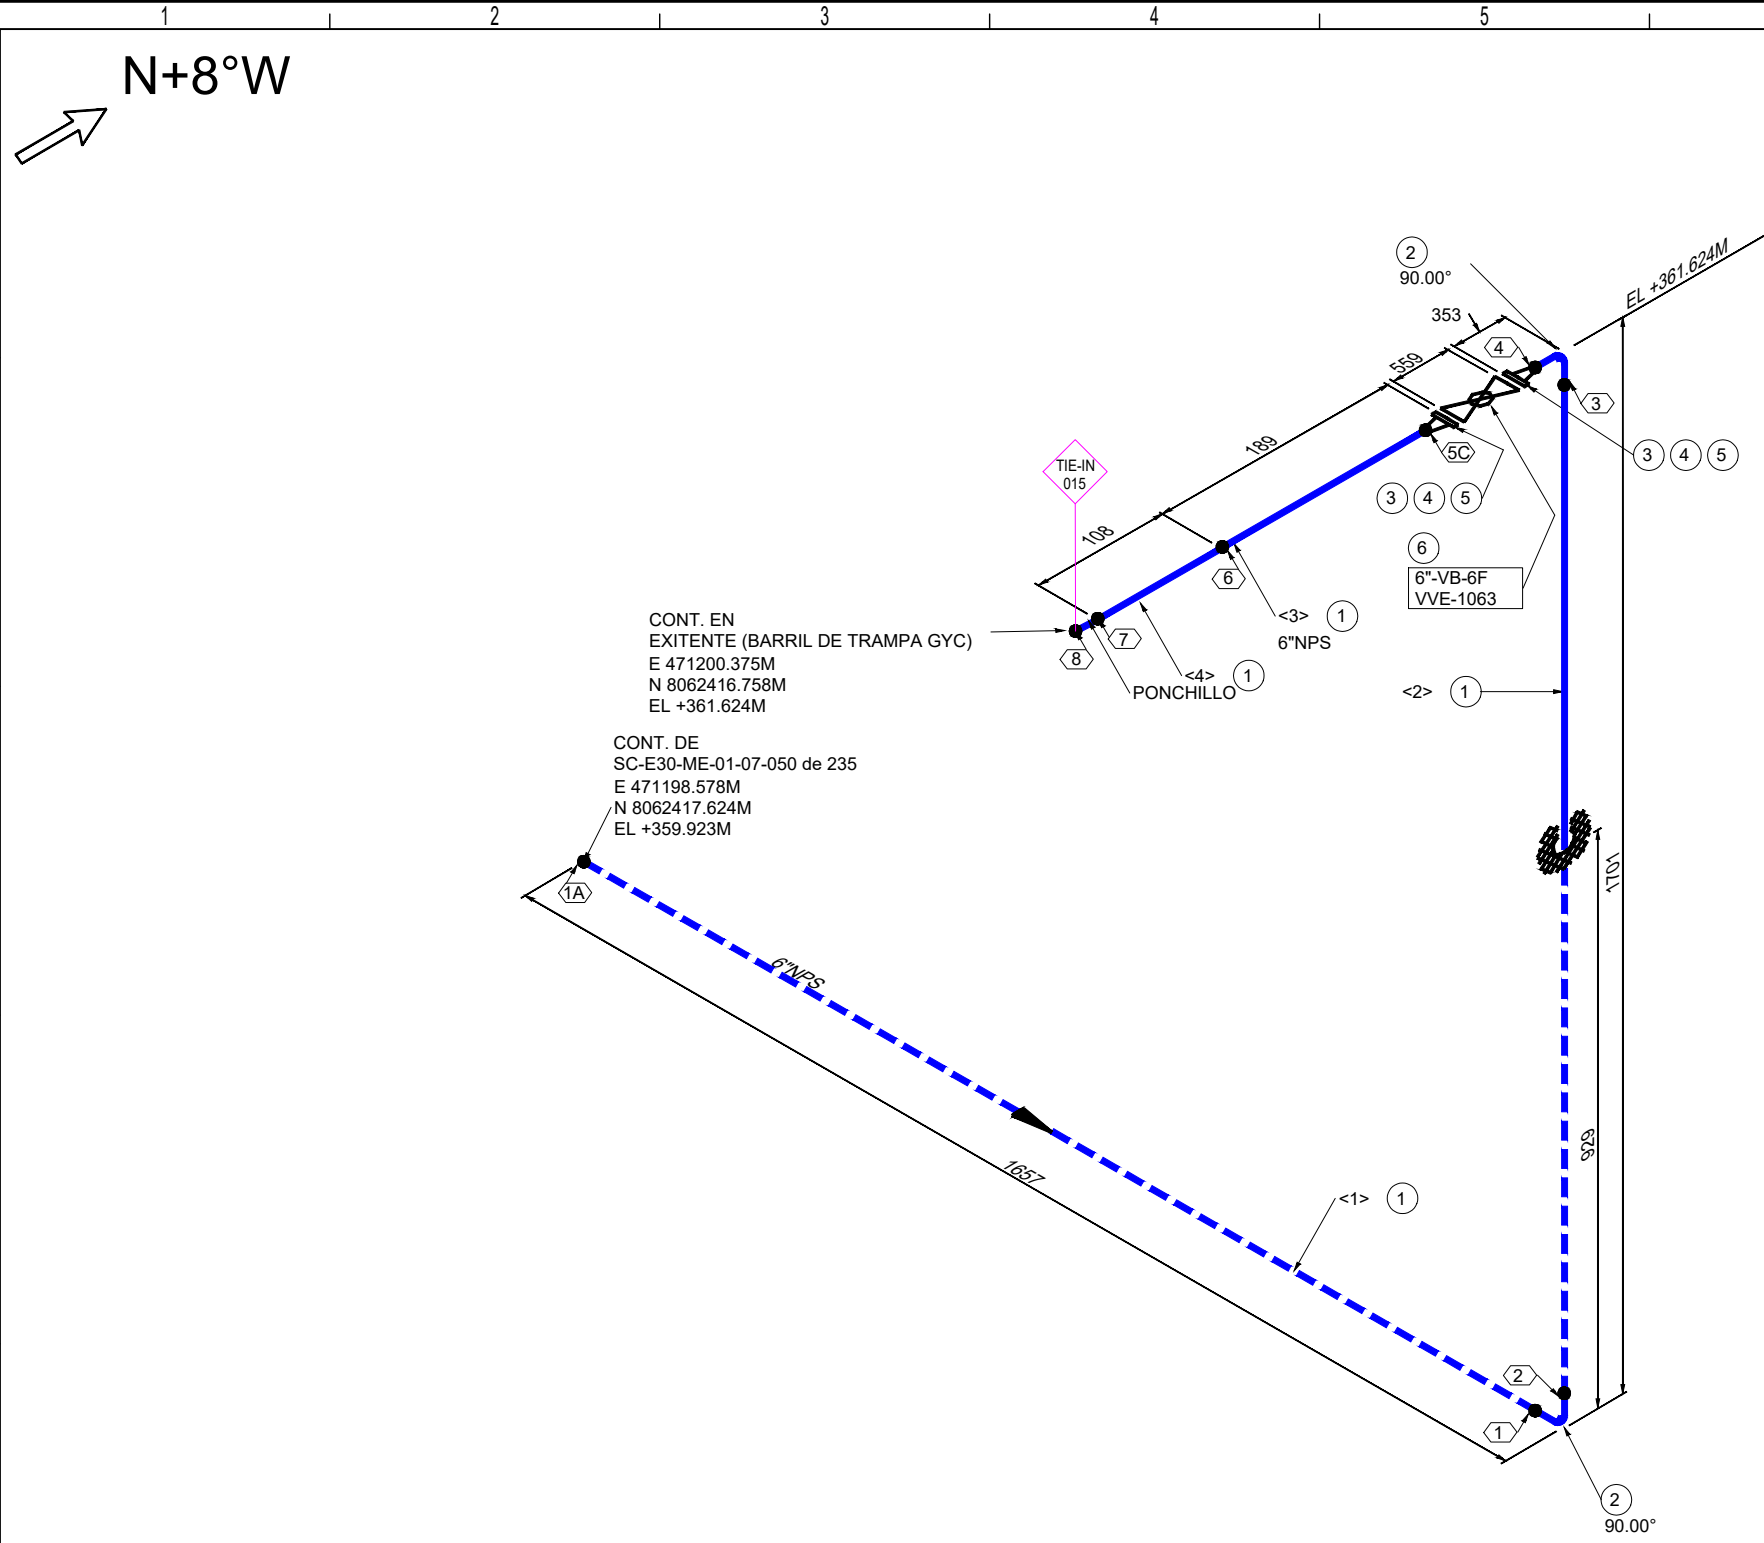 1 2 3 4 5
N+8°W
2
90.00°
EL +361.624M
353
4
559
3
189
5C
3 4 5
3 4 5
TIE-IN
015
108
6
6"-VB-6F
VVE-1063
6
CONT. EN
EXITENTE (BARRIL DE TRAMPA GYC)
E 471200.375M
N 8062416.758M
EL +361.624M
<3> 1
6"NPS
7
8
<4> 1
PONCHILLO
<2> 1
CONT. DE
SC-E30-ME-01-07-050 de 235
E 471198.578M
N 8062417.624M
EL +359.923M
1A
1701
6"NPS
929
1657
<1> 1
2
1
2
90.00°